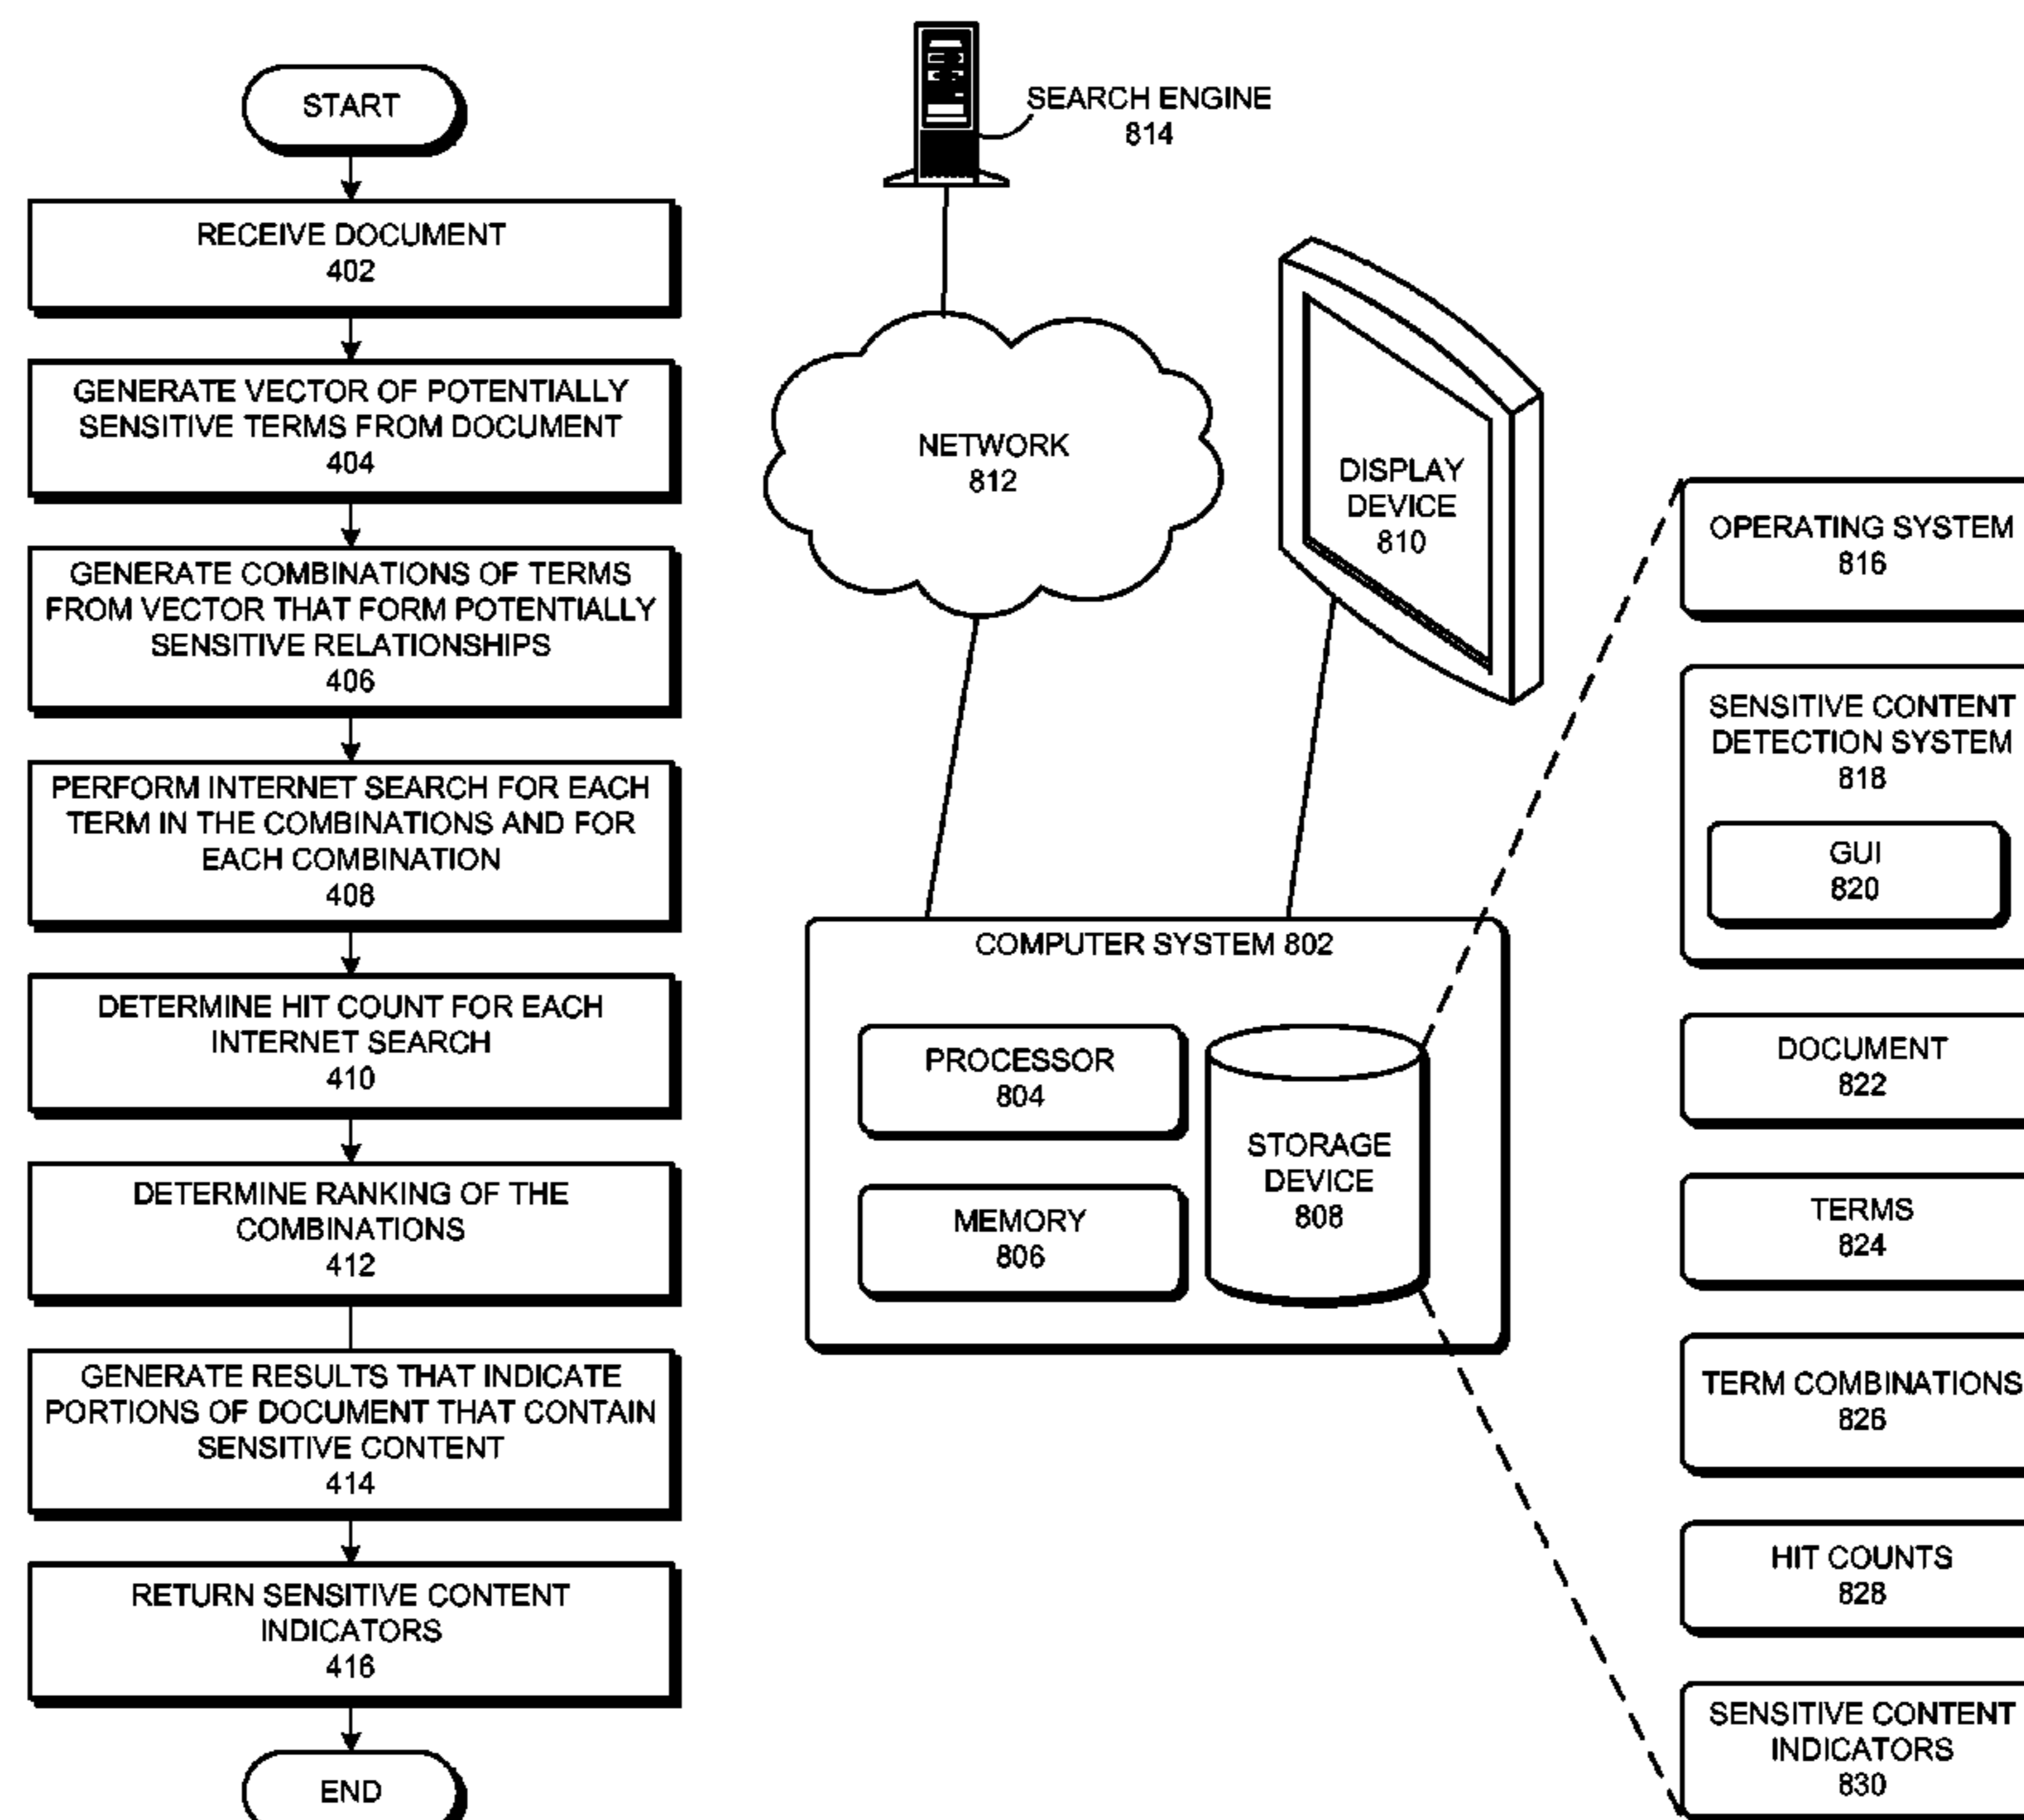 START
RECEIVE DOCUMENT
402
GENERATE VECTOR OF POTENTIALLY
SENSITIVE TERMS FROM DOCUMENT
404
GENERATE COMBINATIONS OF TERMS
FROM VECTOR THAT FORM POTENTIALLY
SENSITIVE RELATIONSHIPS
406
PERFORM INTERNET SEARCH FOR EACH
TERM IN THE COMBINATIONS AND FOR
EACH COMBINATION
408
DETERMINE HIT COUNT FOR EACH
INTERNET SEARCH
410
DETERMINE RANKING OF THE
COMBINATIONS
412
GENERATE RESULTS THAT INDICATE
PORTIONS OF DOCUMENT THAT CONTAIN
SENSITIVE CONTENT
414
RETURN SENSITIVE CONTENT
INDICATORS
416
END
SEARCH ENGINE
814
NETWORK
812
DISPLAY
DEVICE
810
COMPUTER SYSTEM 802
PROCESSOR
804
MEMORY
806
STORAGE
DEVICE
808
OPERATING SYSTEM
816
SENSITIVE CONTENT
DETECTION SYSTEM
818
GUI
820
DOCUMENT
822
TERMS
824
TERM COMBINATIONS
826
HIT COUNTS
828
SENSITIVE CONTENT
INDICATORS
830